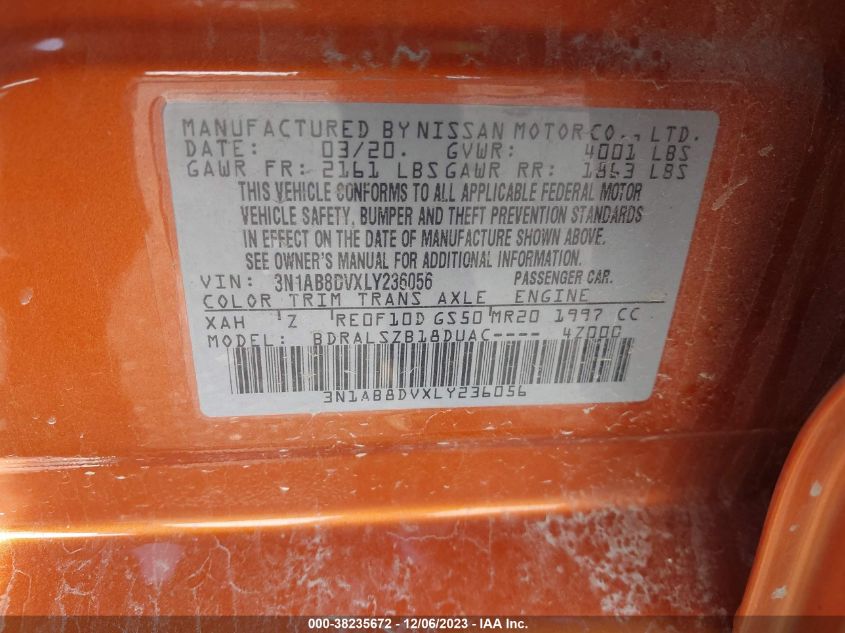 MANUFACTURED BY NISSAN MOTOR CO., LTD.
DATE: 03/20. GVWR: 4001 LBS
GAWR FR: 2161 LBS GAWR RR: LBS
THIS VEHICLE CONFORMS TO ALL APPLICABLE FEDERAL MOTOR
VEHICLE SAFETY, BUMPER AND THEFT PREVENTION STANDARDS
IN EFFECT ON THE DATE OF MANUFACTURE SHOWN ABOVE.
SEE OWNER'S MANUAL FOR ADDITIONAL INFORMATION
VIN: 3N1AB8DVXLY236056 PASSENGER CAR.
COLOR TRIM TRANS AXLE ENGINE
XAH Z RE0F10D GS50 MR20 1997 CC
MODEL: BDRALSZB18DUAC---- 4Z000
3N1AB8DVXLY236056
000-38235672 - 12/06/2023 - IAA Inc.